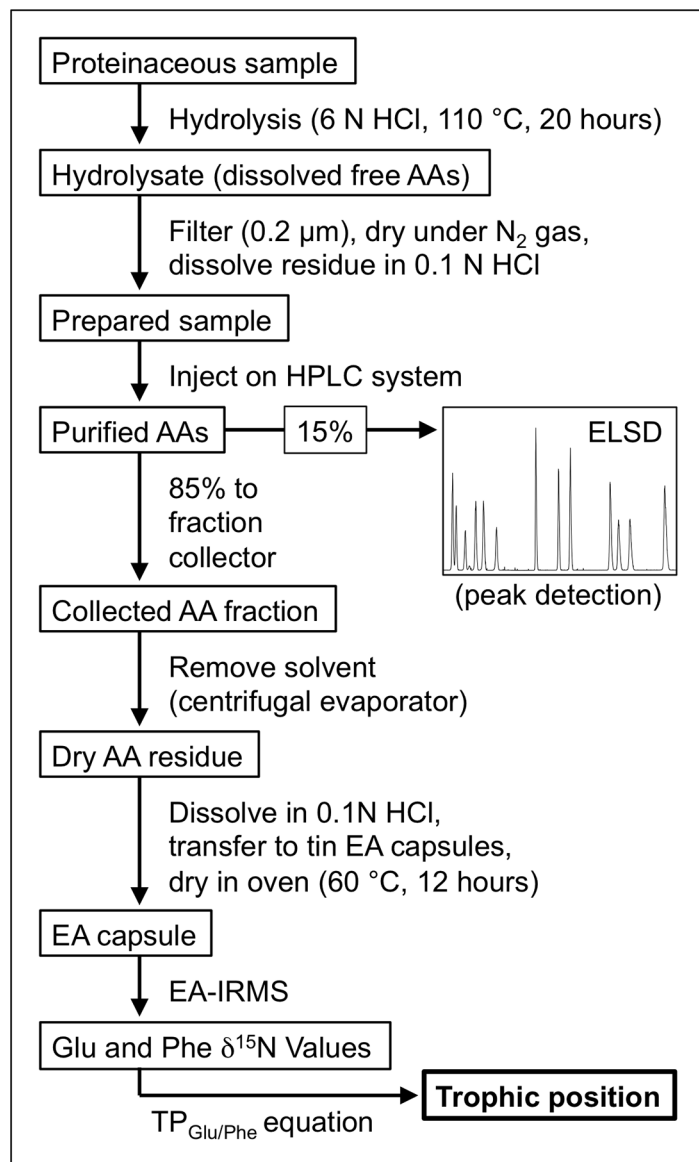 Proteinaceous sample
Hydrolysis (6 N HCl, 110 °C, 20 hours)
Hydrolysate (dissolved free AAs)
Filter (0.2 µm), dry under N₂ gas,
dissolve residue in 0.1 N HCl
Prepared sample
Inject on HPLC system
Purified AAs
15%
ELSD
(peak detection)
85% to
fraction
collector
Collected AA fraction
Remove solvent
(centrifugal evaporator)
Dry AA residue
Dissolve in 0.1N HCl,
transfer to tin EA capsules,
dry in oven (60 °C, 12 hours)
EA capsule
EA-IRMS
Glu and Phe δ¹⁵N Values
Trophic position
TP_Glu/Phe equation